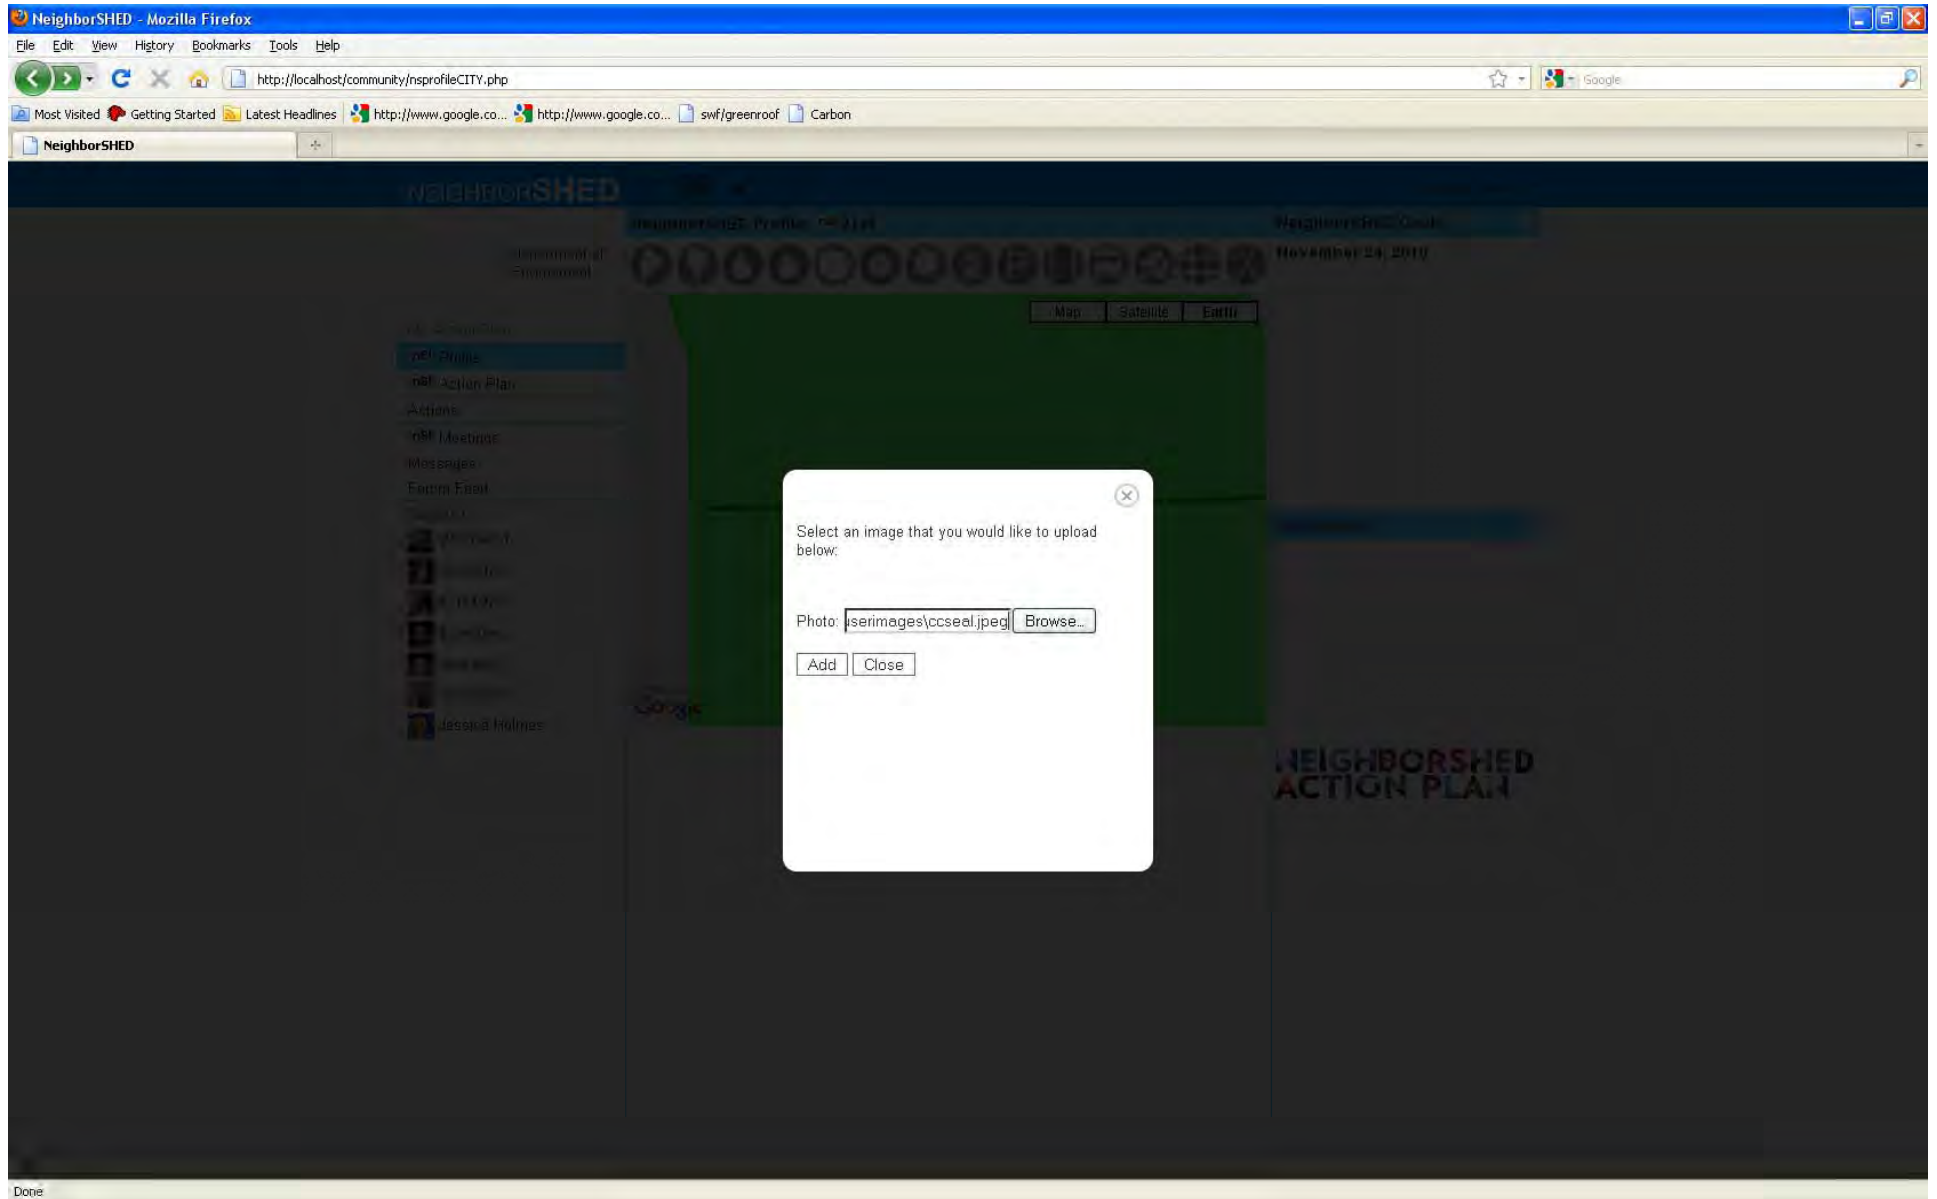 NeighborSHED - Mozilla Firefox
File Edit View History Bookmarks Tools Help
http://localhost/community/nsprofileCITY.php
Google
Most Visited Getting Started Latest Headlines http://www.google.co... http://www.google.co... swf/greenroof Carbon
NeighborSHED
NEIGHBORSHED
November 24, 2010
Map Satellite Earth
Profile
Action Plan
Actions
Meetings
Messages
Jessica Holmes
Select an image that you would like to upload
below:
Photo: userimages\ccseal.jpeg Browse...
Add Close
Google
NEIGHBORSHED
ACTION PLAN
Done